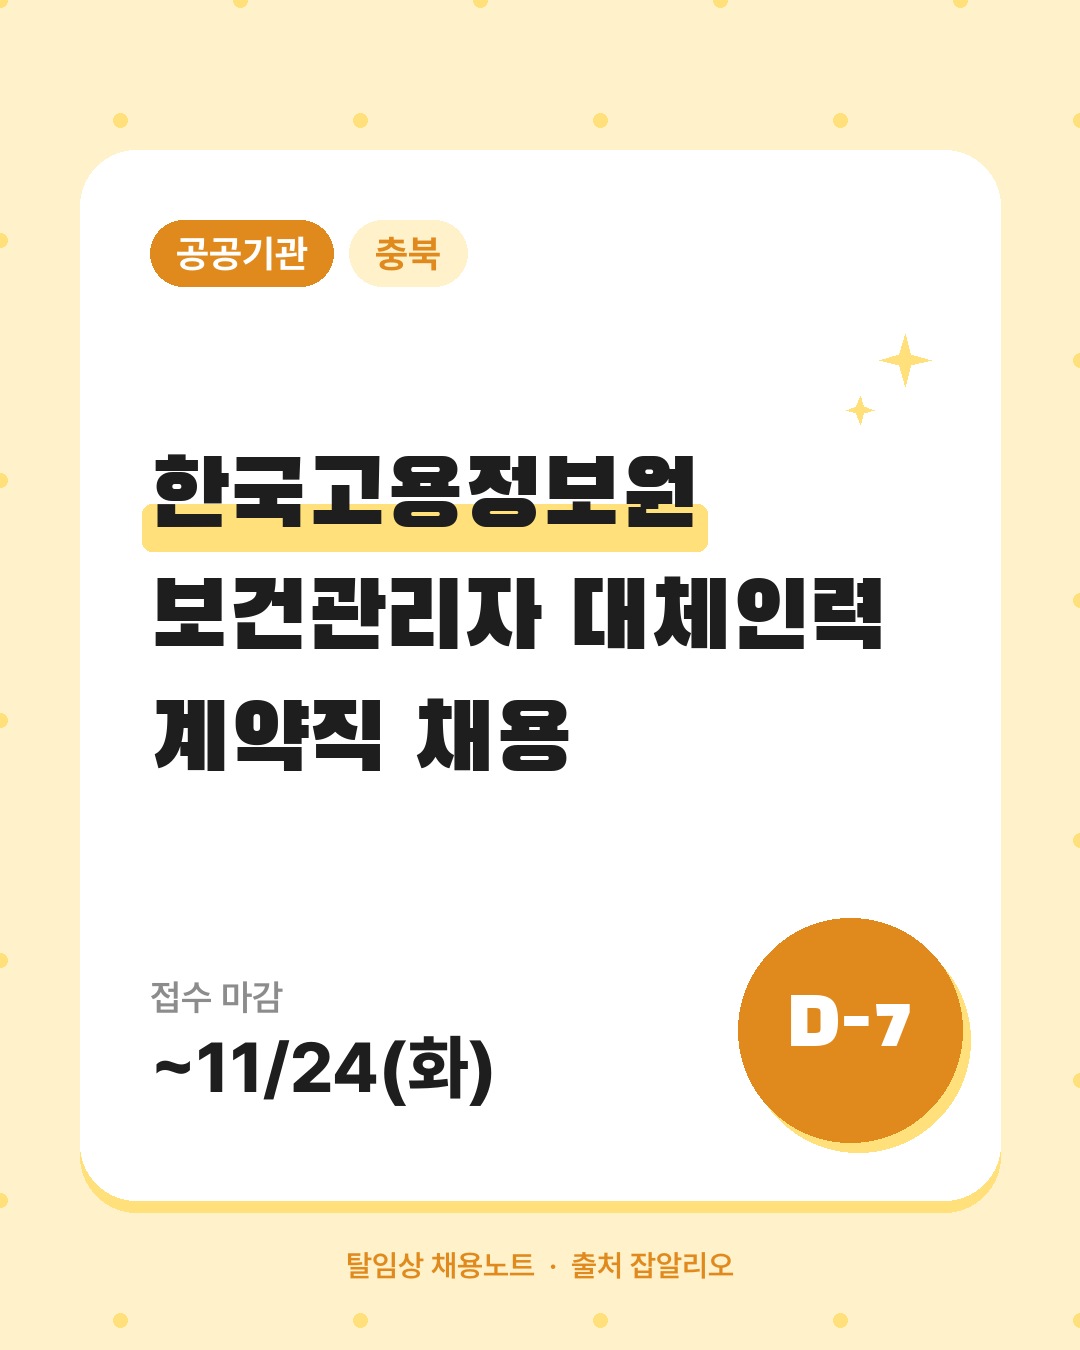 공공기관 충북
한국고용정보원
보건관리자 대체인력
계약직 채용
접수 마감
~11/24(화)
D-7
탈임상 채용노트 · 출처 잡알리오